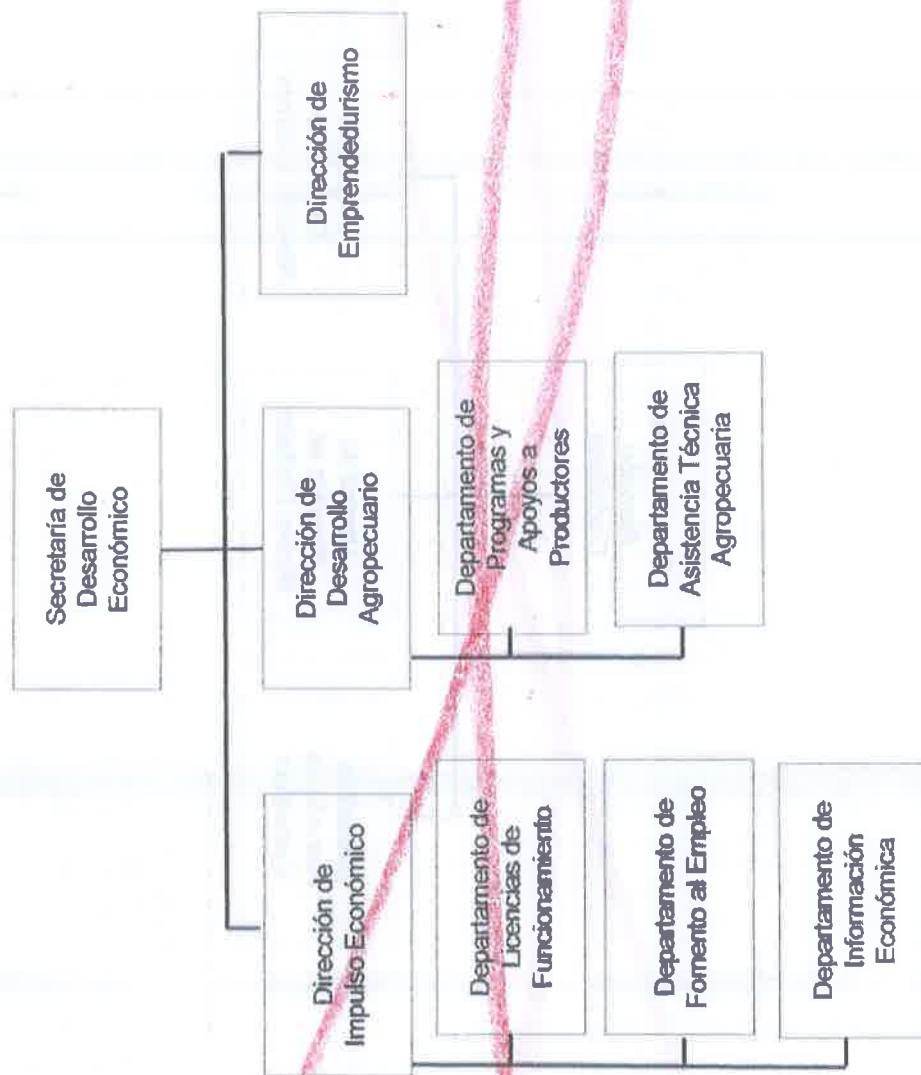 Secretaría de
Desarrollo
Económico
Dirección de
Impulso Económico
Dirección de
Desarrollo
Agropecuario
Dirección de
Emprendedurismo
Departamento de
Licencias de
Funcionamiento
Departamento de
Fomento al Empleo
Departamento de
Información
Económica
Departamento de
Programas y
Apoyos a
Productores
Departamento de
Asistencia Técnica
Agropecuaria